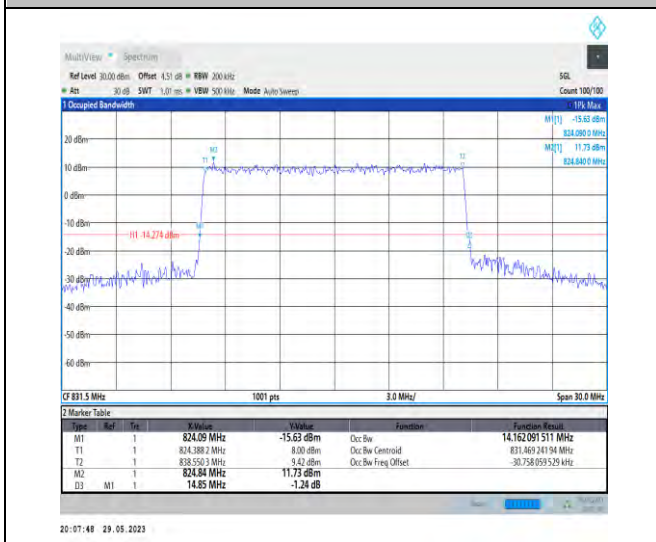 MultiView Spectrum
Ref Level 30.00 dBm Offset 4.51 dB RBW 200 kHz SGL
Att 30 dB SWT 1.01 ms VBW 500 kHz Mode Auto Sweep Count 100/100
1 Occupied Bandwidth 1Pk Max
M1[1] -15.63 dBm
824.090 0 MHz
M2[1] 11.73 dBm
824.840 0 MHz
20 dBm
M2
T1
T2
10 dBm
0 dBm
-10 dBm
H1 -14.274 dBm
M1
-20 dBm
-30 dBm
-40 dBm
-50 dBm
-60 dBm
CF 831.5 MHz 1001 pts 3.0 MHz/ Span 30.0 MHz
2 Marker Table
Type Ref Trc X-Value Y-Value Function Function Result
M1 1 824.09 MHz -15.63 dBm Occ Bw 14.162 091 511 MHz
T1 1 824.388 2 MHz 8.00 dBm Occ Bw Centroid 831.469 241 94 MHz
T2 1 838.550 3 MHz 9.42 dBm Occ Bw Freq Offset -30.758 059 529 kHz
M2 1 824.84 MHz 11.73 dBm
D3 M1 1 14.85 MHz -1.24 dB
20:07:48 29.05.2023